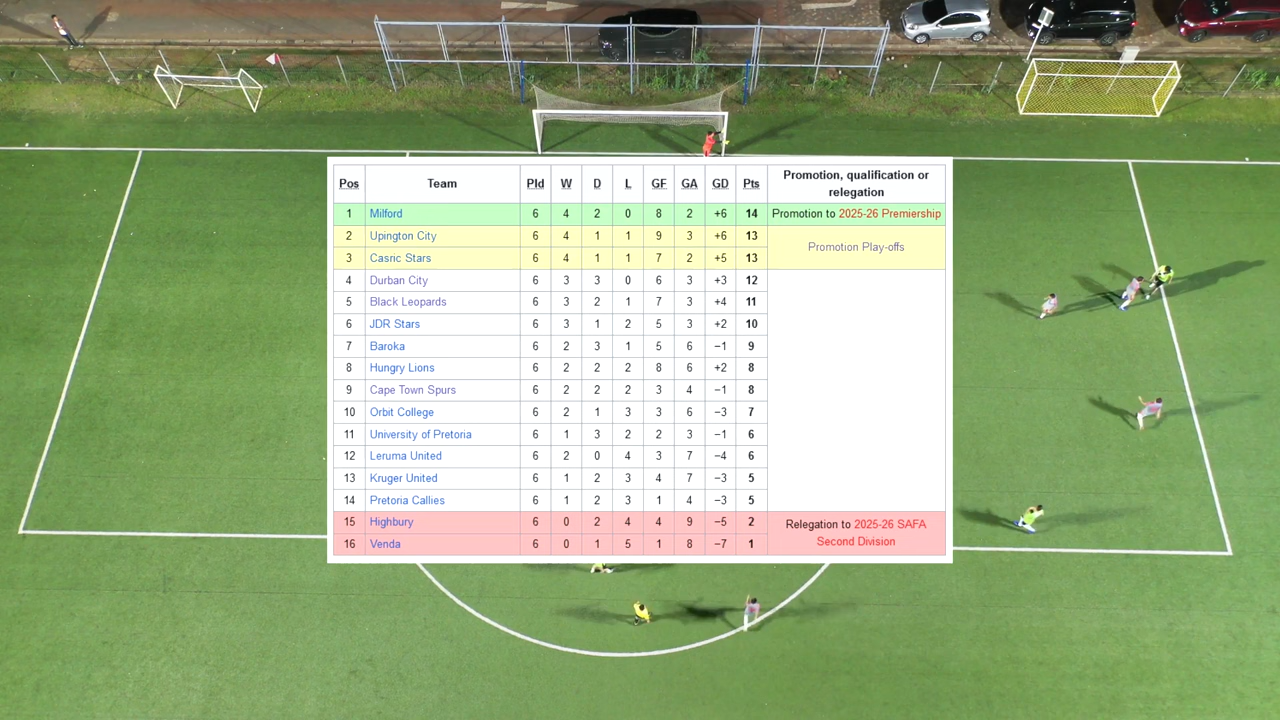 Pos Team Pld W D L GF GA GD Pts Promotion, qualification or
relegation
1 Milford 6 4 2 0 8 2 +6 14 Promotion to 2025-26 Premiership
2 Upington City 6 4 1 1 9 3 +6 13
Promotion Play-offs
3 Casric Stars 6 4 1 1 7 2 +5 13
4 Durban City 6 3 3 0 6 3 +3 12
5 Black Leopards 6 3 2 1 7 3 +4 11
6 JDR Stars 6 3 1 2 5 3 +2 10
7 Baroka 6 2 3 1 5 6 −1 9
8 Hungry Lions 6 2 2 2 8 6 +2 8
9 Cape Town Spurs 6 2 2 2 3 4 −1 8
10 Orbit College 6 2 1 3 3 6 −3 7
11 University of Pretoria 6 1 3 2 2 3 −1 6
12 Leruma United 6 2 0 4 3 7 −4 6
13 Kruger United 6 1 2 3 4 7 −3 5
14 Pretoria Callies 6 1 2 3 1 4 −3 5
15 Highbury 6 0 2 4 4 9 −5 2 Relegation to 2025-26 SAFA
Second Division
16 Venda 6 0 1 5 1 8 −7 1